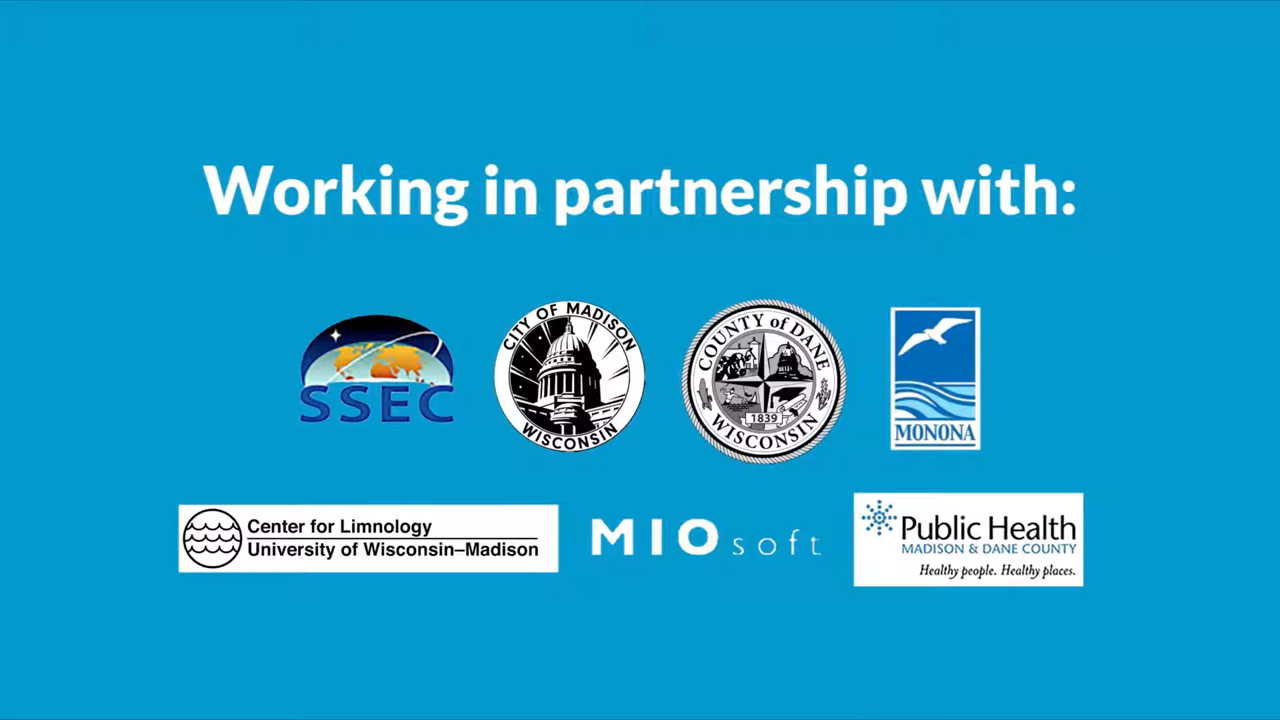 Working in partnership with:
SSEC
CITY OF MADISON
WISCONSIN
COUNTY of DANE
1839
WISCONSIN
MONONA
Center for Limnology
University of Wisconsin–Madison
MIOsoft
Public Health
MADISON & DANE COUNTY
Healthy people. Healthy places.